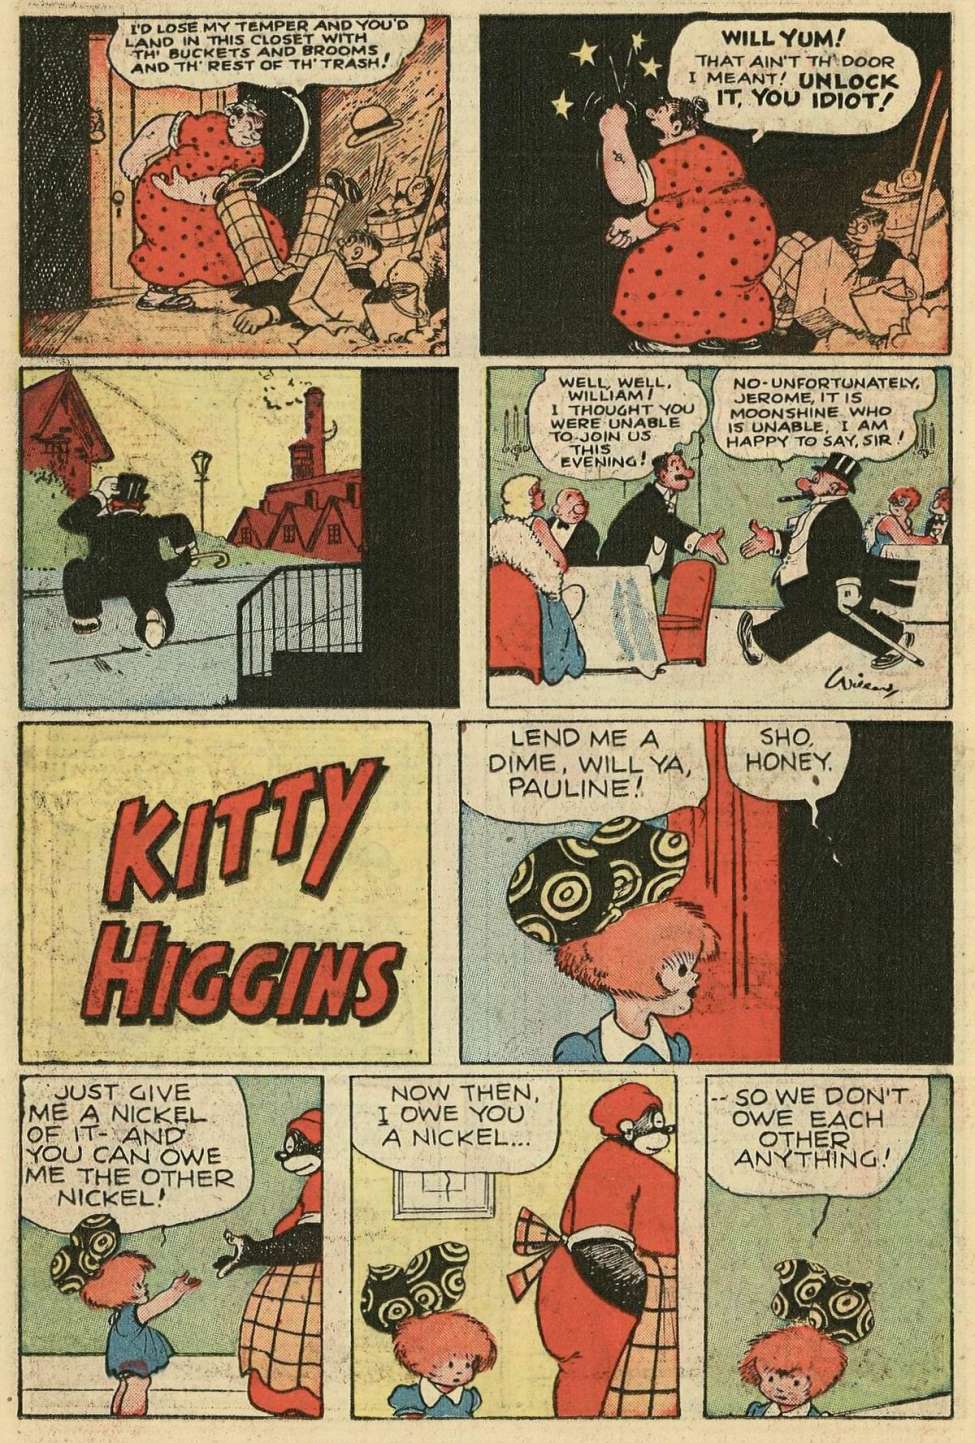 I'D LOSE MY TEMPER AND YOU'D
LAND IN THIS CLOSET WITH
TH' BUCKETS AND BROOMS
AND TH' REST OF TH' TRASH!
WILL YUM!
THAT AIN'T TH' DOOR
I MEANT! UNLOCK
IT, YOU IDIOT!
WELL, WELL,
WILLIAM!
I THOUGHT YOU
WERE UNABLE
TO JOIN US
THIS
EVENING!
NO-UNFORTUNATELY,
JEROME, IT IS
MOONSHINE WHO
IS UNABLE, I AM
HAPPY TO SAY, SIR!
Willard
KITTY
HIGGINS
LEND ME A
DIME, WILL YA,
PAULINE!
SHO,
HONEY.
JUST GIVE
ME A NICKEL
OF IT- AND
YOU CAN OWE
ME THE OTHER
NICKEL!
NOW THEN,
I OWE YOU
A NICKEL...
-- SO WE DON'T
OWE EACH
OTHER
ANYTHING!